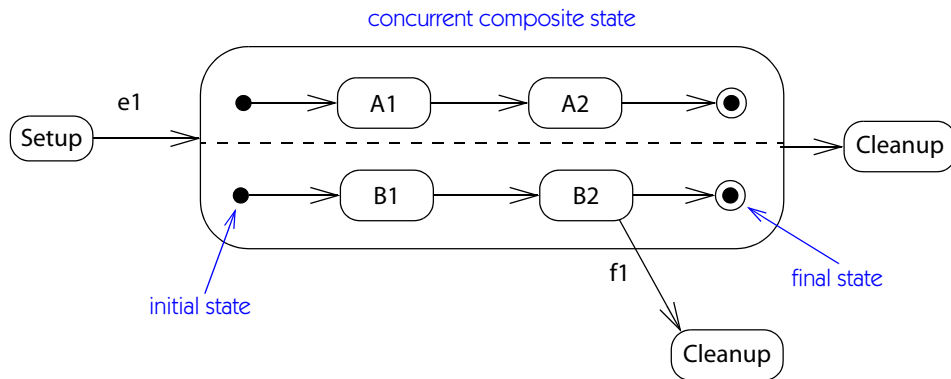 concurrent composite state
e1
A1
A2
Setup
Cleanup
B1
B2
f1
initial state
final state
Cleanup